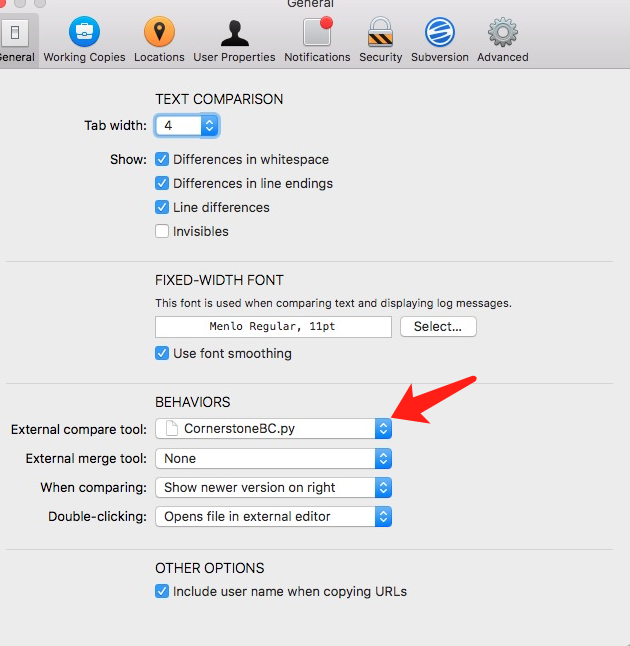 General
General Working Copies Locations User Properties Notifications Security Subversion Advanced
TEXT COMPARISON
Tab width: 4
Show: Differences in whitespace
Differences in line endings
Line differences
Invisibles
FIXED-WIDTH FONT
This font is used when comparing text and displaying log messages.
Menlo Regular, 11pt Select...
Use font smoothing
BEHAVIORS
External compare tool: CornerstoneBC.py
External merge tool: None
When comparing: Show newer version on right
Double-clicking: Opens file in external editor
OTHER OPTIONS
Include user name when copying URLs